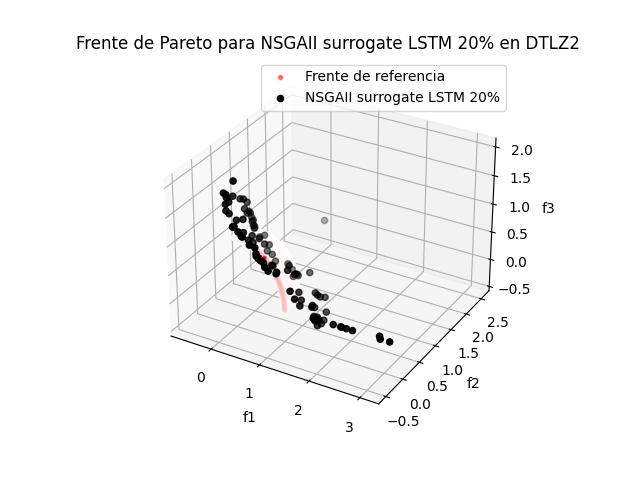 Frente de Pareto para NSGAII surrogate LSTM 20% en DTLZ2
Frente de referencia
NSGAII surrogate LSTM 20%
2.0
1.5
1.0
0.5
0.0
−0.5
f3
2.5
2.0
1.5
1.0
0.5
0.0
−0.5
f2
0
1
2
3
f1